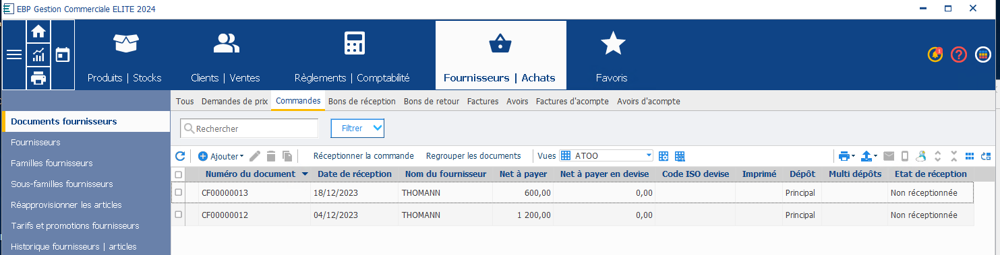 EBP Gestion Commerciale ELITE 2024
Produits | Stocks
Clients | Ventes
Règlements | Comptabilité
Fournisseurs | Achats
Favoris
1
Documents fournisseurs
Fournisseurs
Familles fournisseurs
Sous-familles fournisseurs
Réapprovisionner les articles
Tarifs et promotions fournisseurs
Historique fournisseurs | articles
Tous Demandes de prix Commandes Bons de réception Bons de retour Factures Avoirs Factures d'acompte Avoirs d'acompte
Rechercher Filtrer
Ajouter Réceptionner la commande Regrouper les documents Vues ATOO
Numéro du document Date de réception Nom du fournisseur Net à payer Net à payer en devise Code ISO devise Imprimé Dépôt Multi dépôts Etat de réception
CF00000013 18/12/2023 THOMANN 600,00 0,00 Principal Non réceptionnée
CF00000012 04/12/2023 THOMANN 1 200,00 0,00 Principal Non réceptionnée